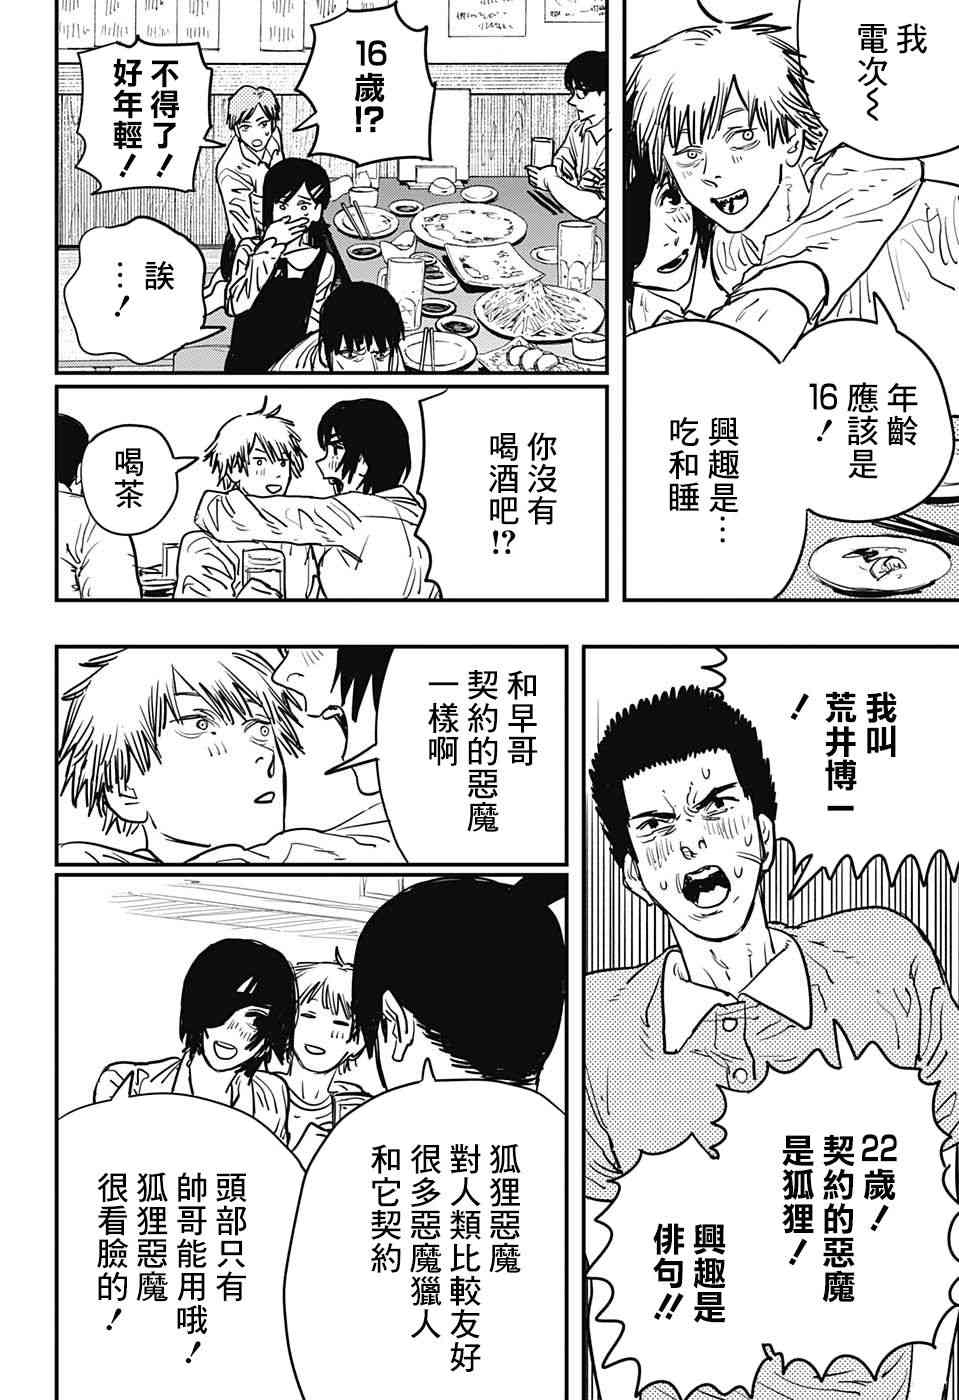 我
電次～
年齡
應該是
16！
興趣是…
吃和睡
16
歲!?
不得了！
好年輕！
誒
…！
你沒有
喝酒吧!?
喝茶
我叫
荒井博一
！
22歲！
契約的惡魔
是狐狸！
興趣是
俳句!!
和早哥
契約的惡魔
一樣啊
狐狸惡魔
對人類比較友好
很多惡魔獵人
和它契約
頭部只有
帥哥能用哦！
狐狸惡魔
很看臉的！